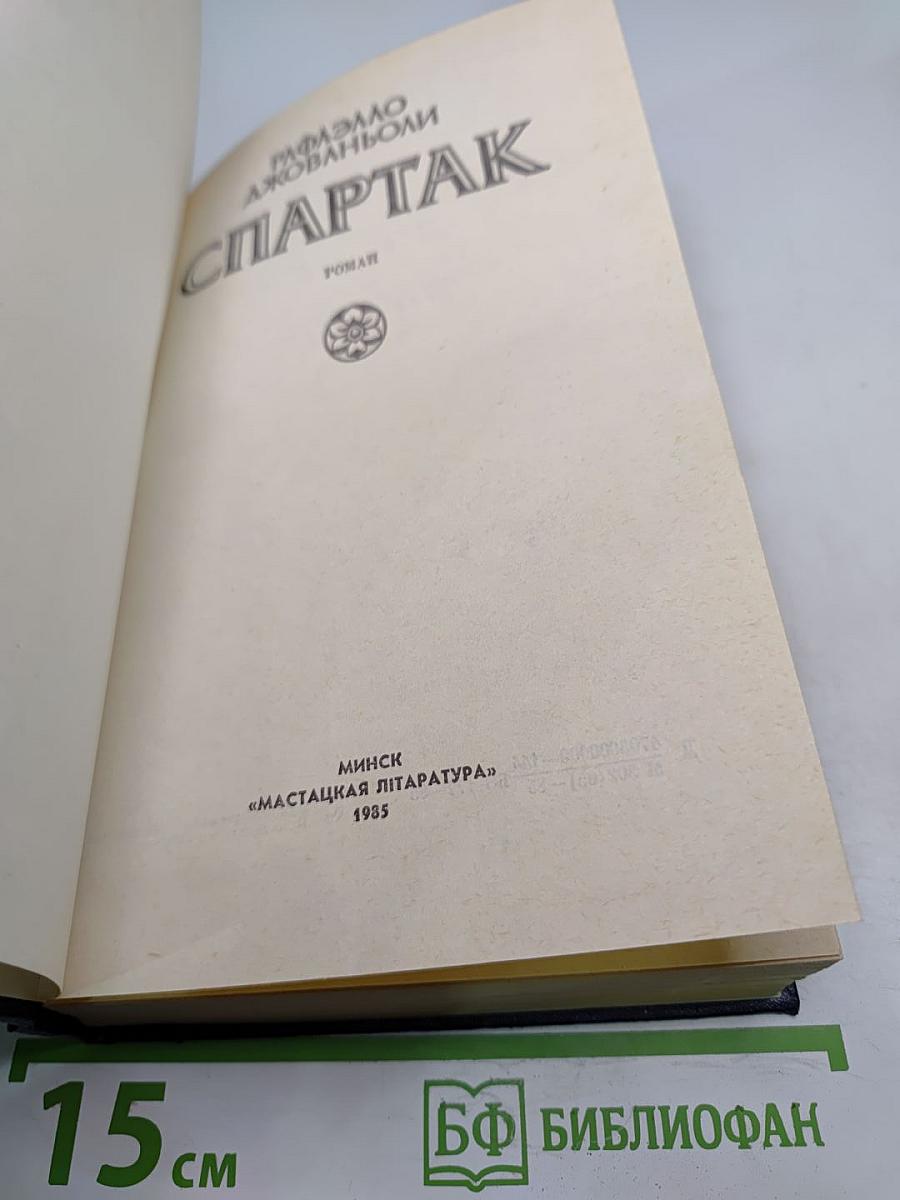 РАФАЭЛЛО
ДЖОВАНЬОЛИ
СПАРТАК
РОМАН
МИНСК
«МАСТАЦКАЯ ЛІТАРАТУРА»
1985
15 см
БФ БИБЛИОФАН